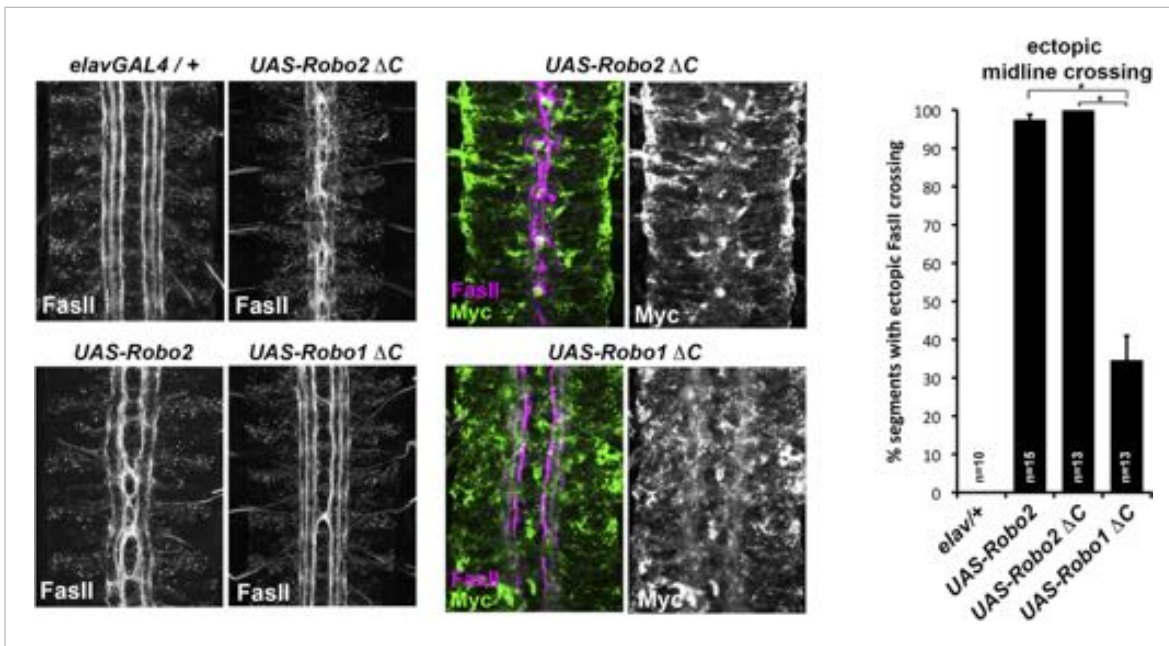 elavGAL4 / +
UAS-Robo2 ΔC
FasII
FasII
UAS-Robo2
UAS-Robo1 ΔC
FasII
FasII
UAS-Robo2 ΔC
FasII
Myc
Myc
UAS-Robo1 ΔC
FasII
Myc
Myc
ectopic
midline crossing
*
*
% segments with ectopic FasII crossing
100
90
80
70
60
50
40
30
20
10
0
n=10
n=15
n=13
n=13
elav/+
UAS-Robo2
UAS-Robo2 ΔC
UAS-Robo1 ΔC